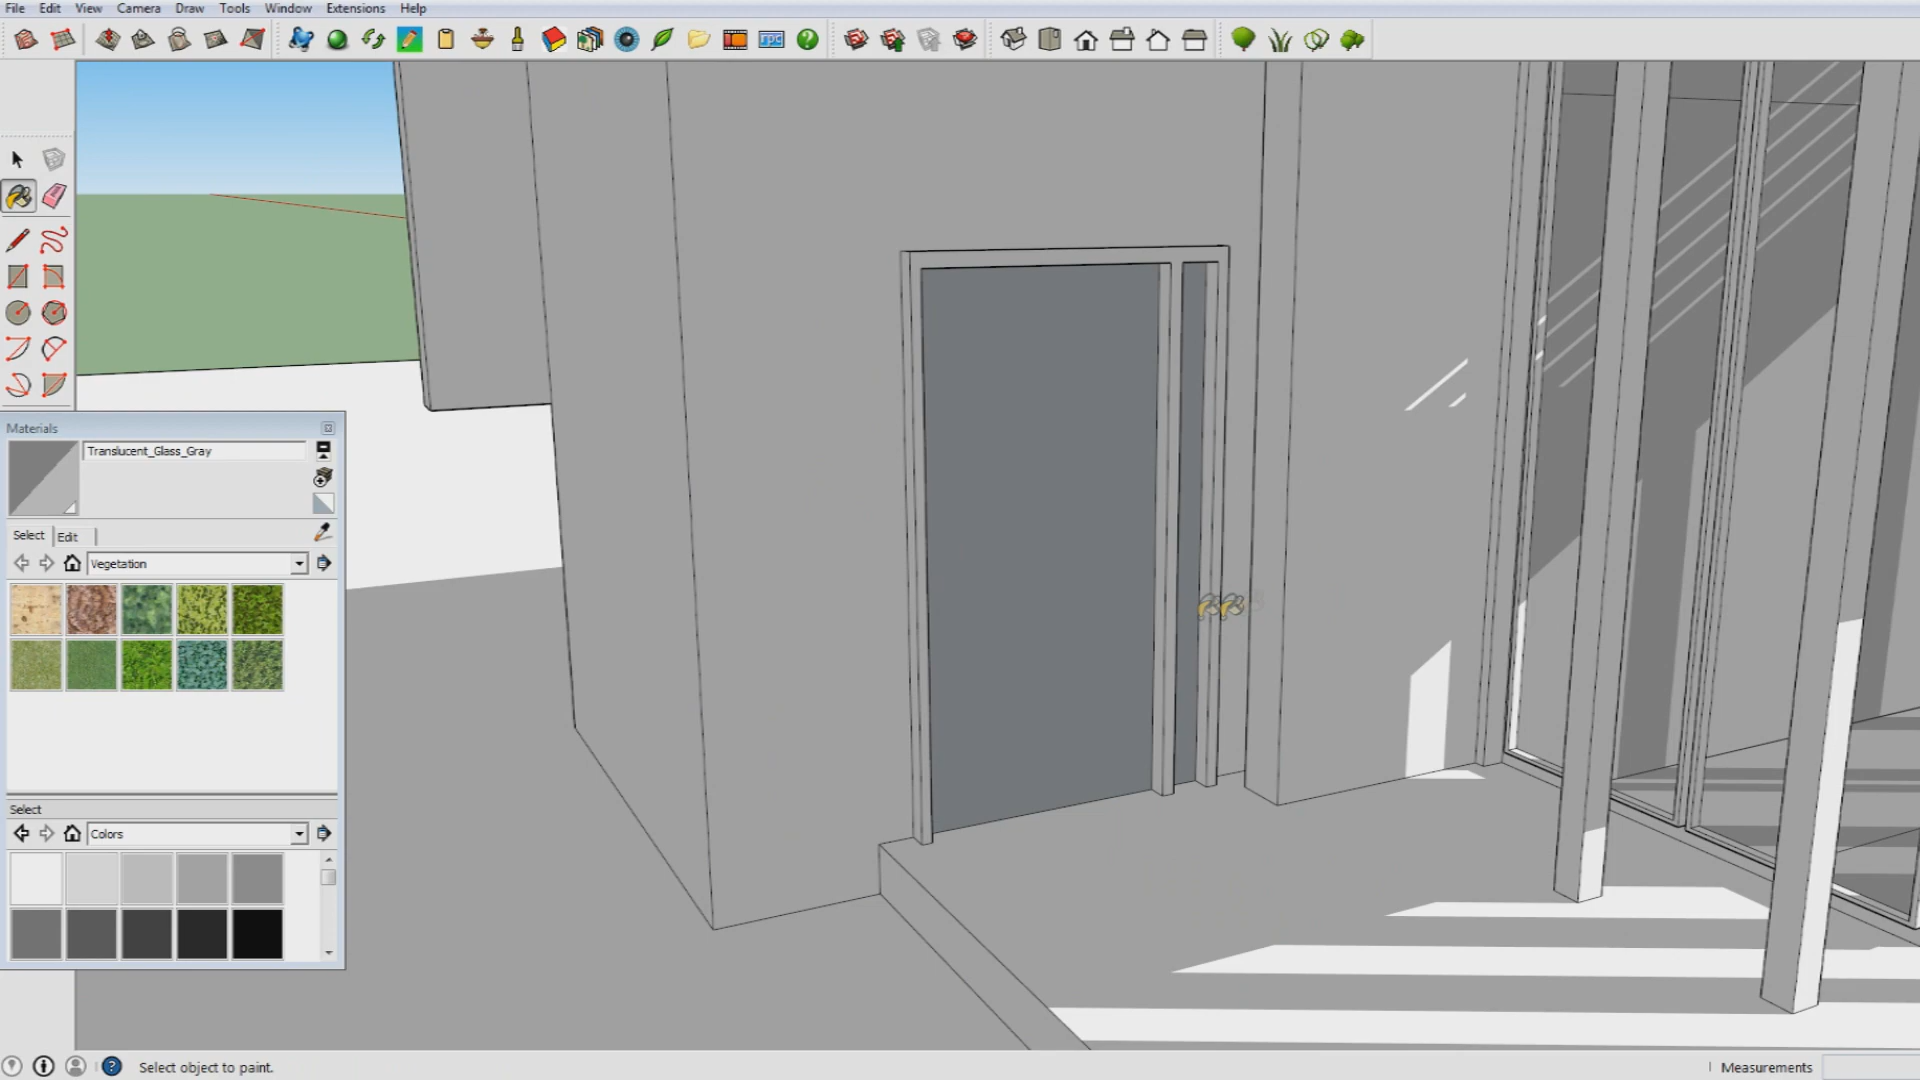 File Edit View Camera Draw Tools Window Extensions Help
Materials
Translucent_Glass_Gray
Select Edit
Vegetation
Select
Colors
Select object to paint.
Measurements